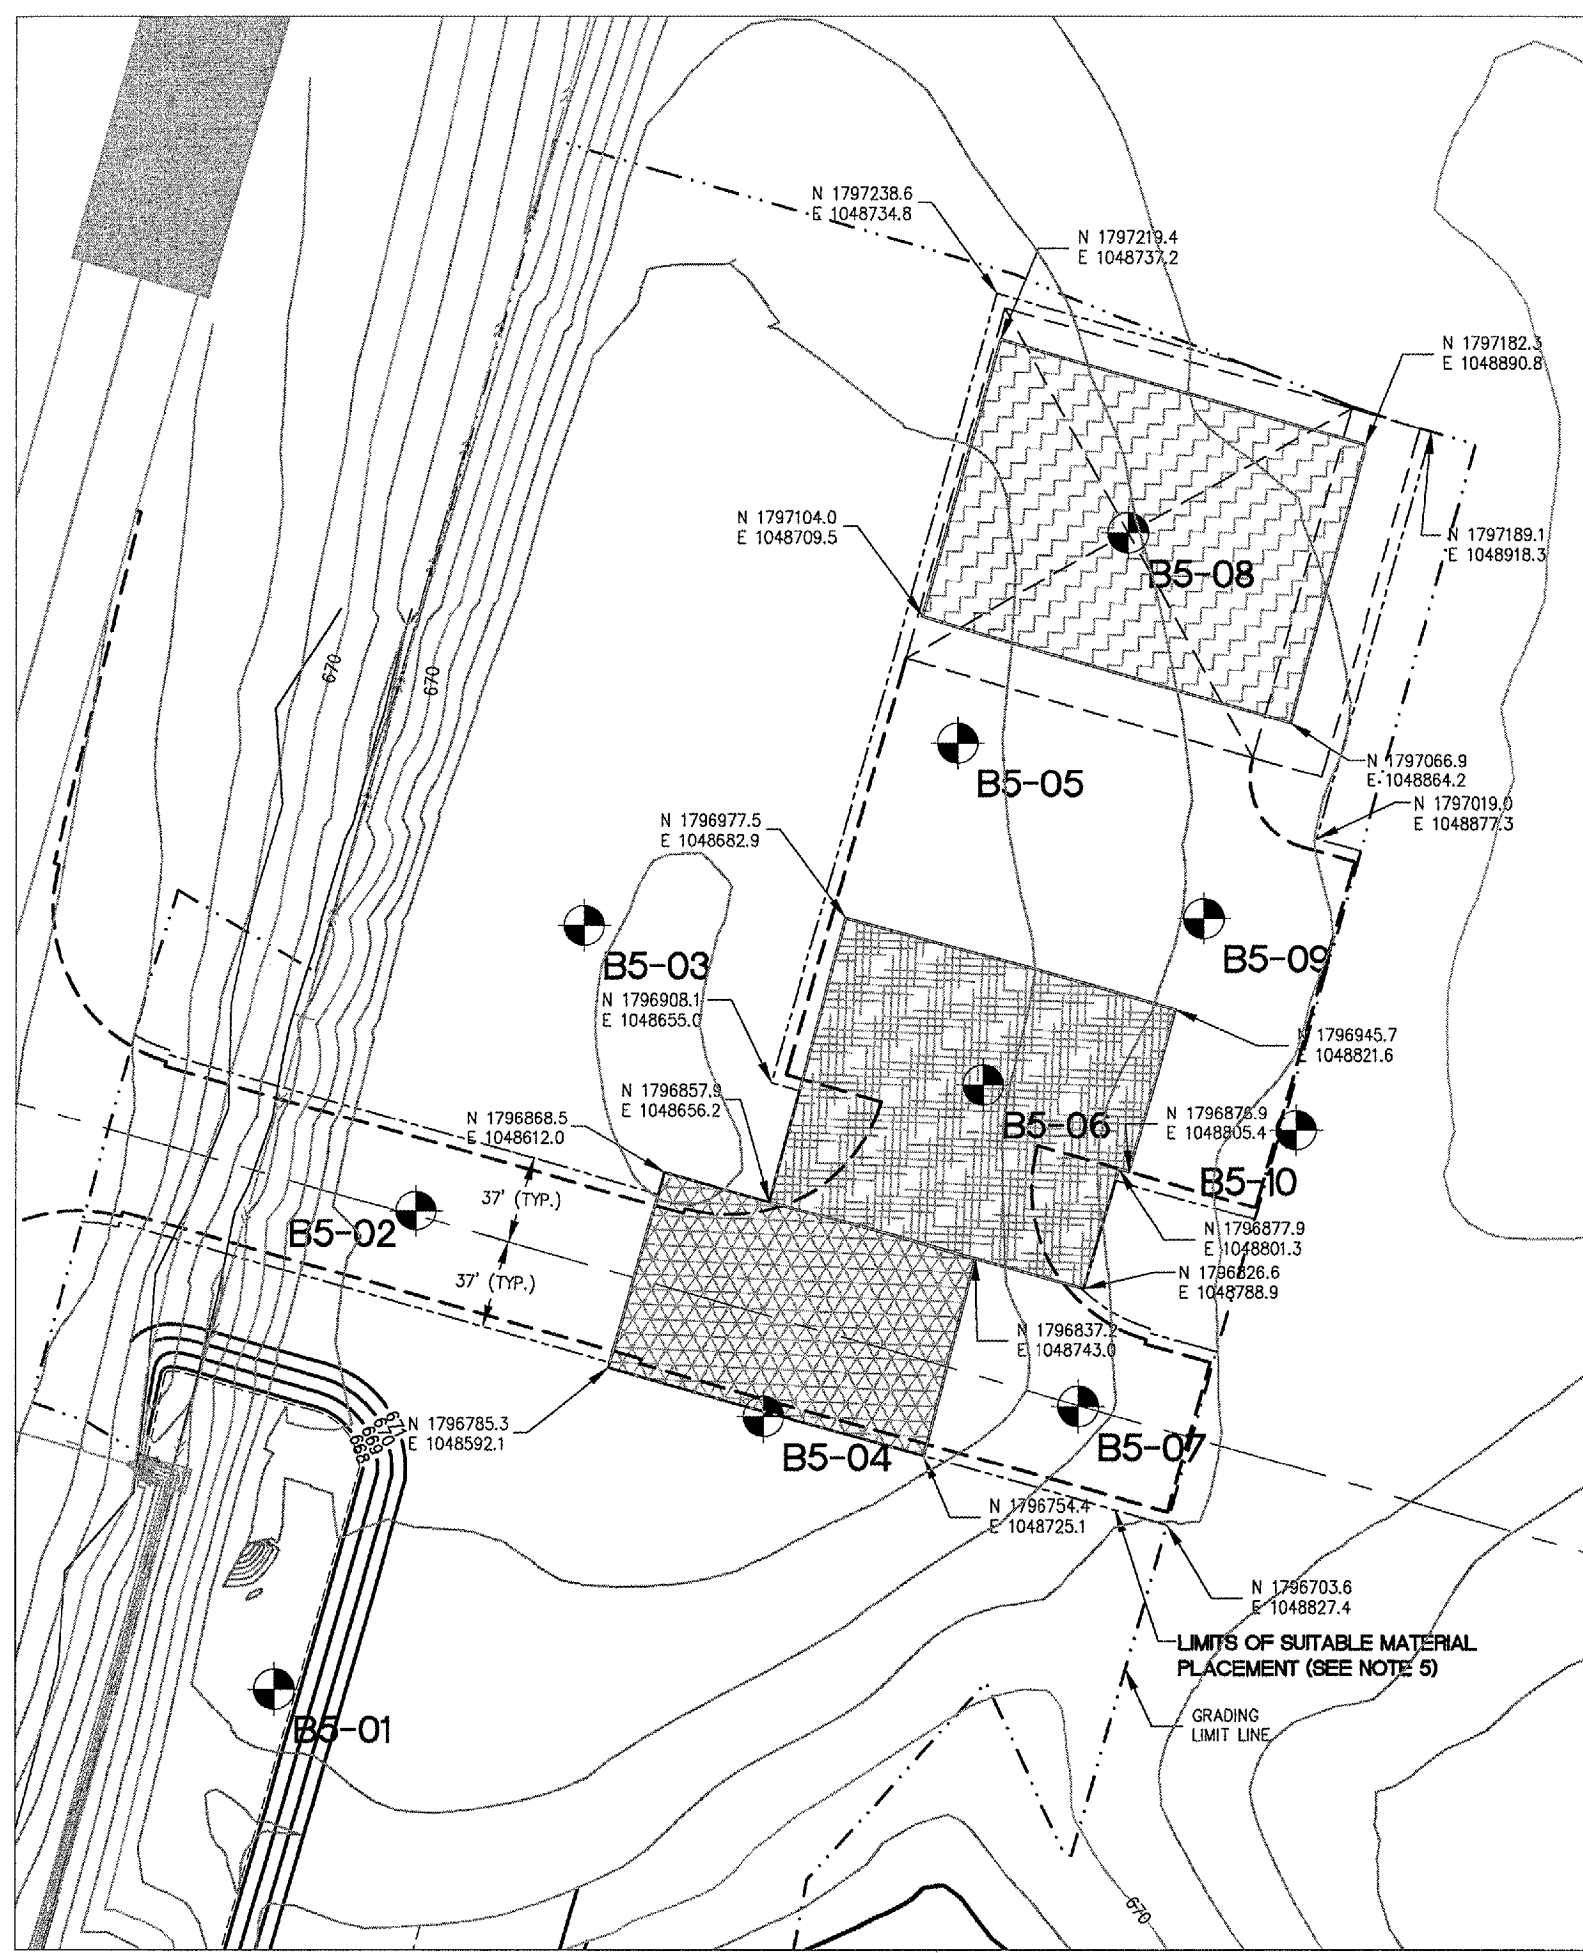 N 1797238.6
E 1048734.8
N 1797219.4
E 1048737.2
N 1797182.3
E 1048890.8
N 1797104.0
E 1048709.5
N 1797189.1
E 1048918.3
B5-08
670
670
B5-05
N 1797066.9
E 1048864.2
N 1797019.0
E 1048877.3
N 1796977.5
E 1048682.9
B5-03
B5-09
N 1796908.1
E 1048655.0
N 1796945.7
E 1048821.6
N 1796857.9
E 1048656.2
N 1796868.5
E 1048612.0
B5-06
N 1796876.9
E 1048805.4
B5-10
37' (TYP.)
B5-02
37' (TYP.)
N 1796877.9
E 1048801.3
N 1796826.6
E 1048788.9
N 1796837.2
E 1048743.0
671
670
669
668
N 1796785.3
E 1048592.1
B5-04
B5-07
N 1796754.4
E 1048725.1
N 1796703.6
E 1048827.4
LIMITS OF SUITABLE MATERIAL
PLACEMENT (SEE NOTE 5)
GRADING
LIMIT LINE
B5-01
670